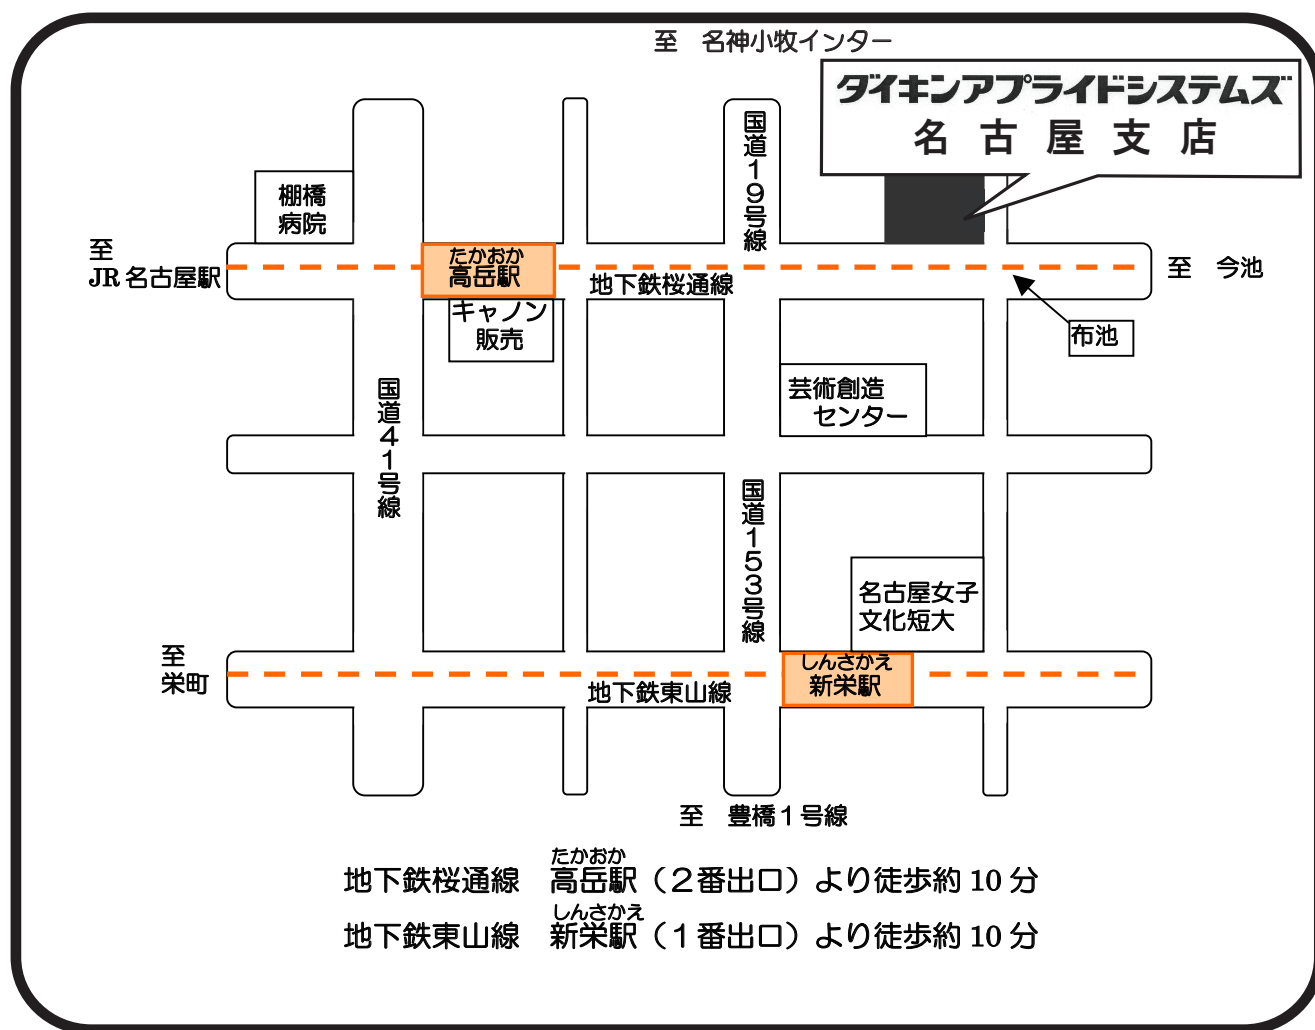 至　名神小牧インター
ダイキンアプライドシステムズ
名古屋支店
国道１９号線
棚橋
病院
至
JR名古屋駅
たかおか
高岳駅
地下鉄桜通線
至　今池
キャノン
販売
布池
国道４１号線
芸術創造
センター
国道１５３号線
名古屋女子
文化短大
至
栄町
しんさかえ
新栄駅
地下鉄東山線
至　豊橋１号線
たかおか
地下鉄桜通線　高岳駅（２番出口）より徒歩約 10 分
しんさかえ
地下鉄東山線　新栄駅（１番出口）より徒歩約 10 分